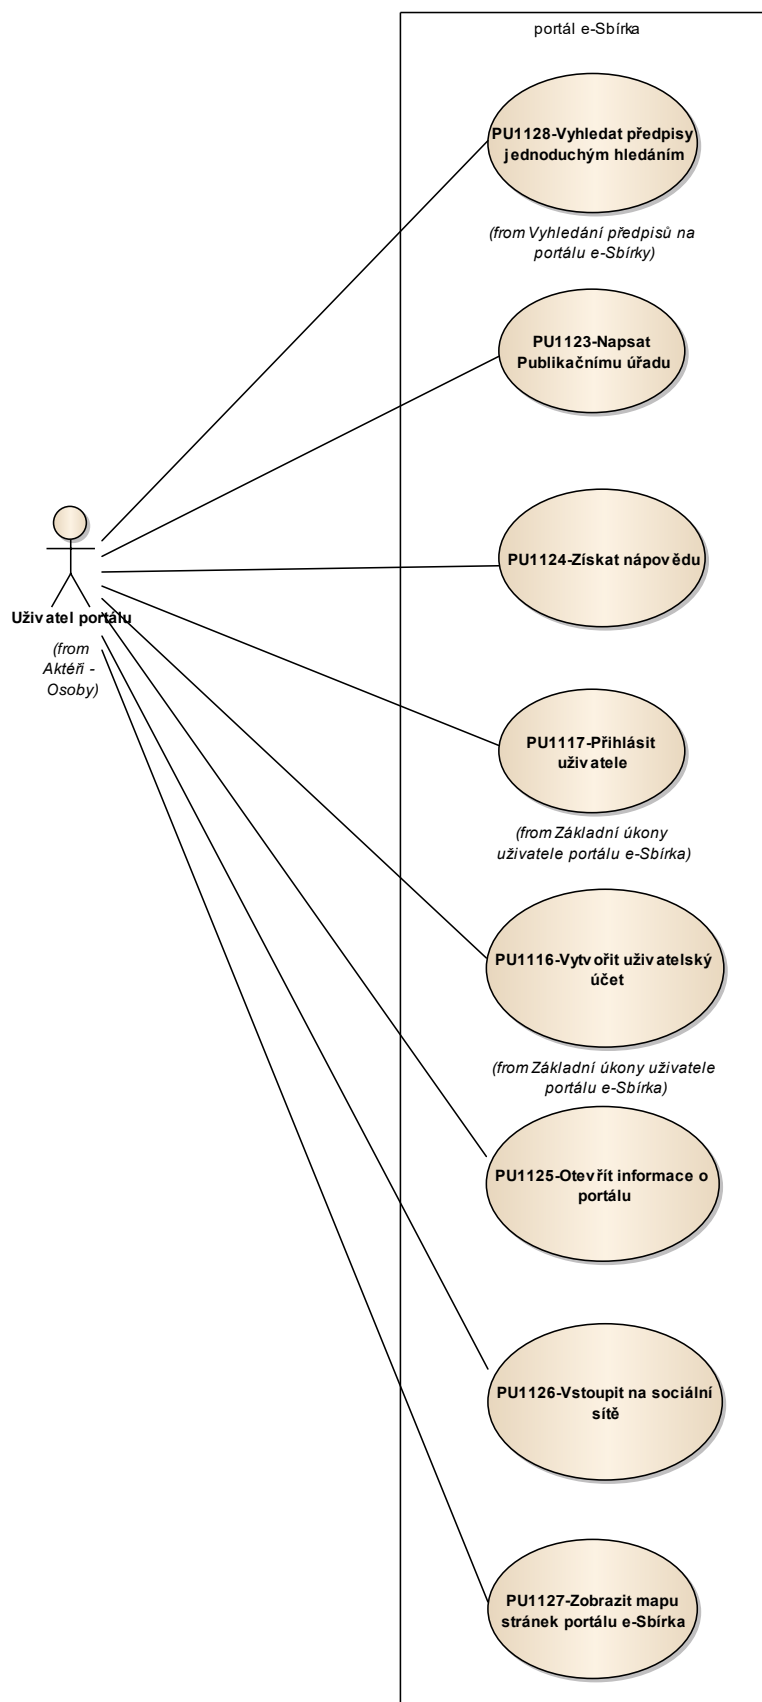 portál e-Sbírka
PU1128-Vyhledat předpisy
jednoduchým hledáním
(from Vyhledání předpisů na
portálu e-Sbírky)
PU1123-Napsat
Publikačnímu úřadu
PU1124-Získat nápovědu
Uživatel portálu
(from
Aktéři -
Osoby)
PU1117-Přihlásit
uživatele
(from Základní úkony
uživatele portálu e-Sbírka)
PU1116-Vytvořit uživatelský
účet
(from Základní úkony uživatele
portálu e-Sbírka)
PU1125-Otevřít informace o
portálu
PU1126-Vstoupit na sociální
sítě
PU1127-Zobrazit mapu
stránek portálu e-Sbírka